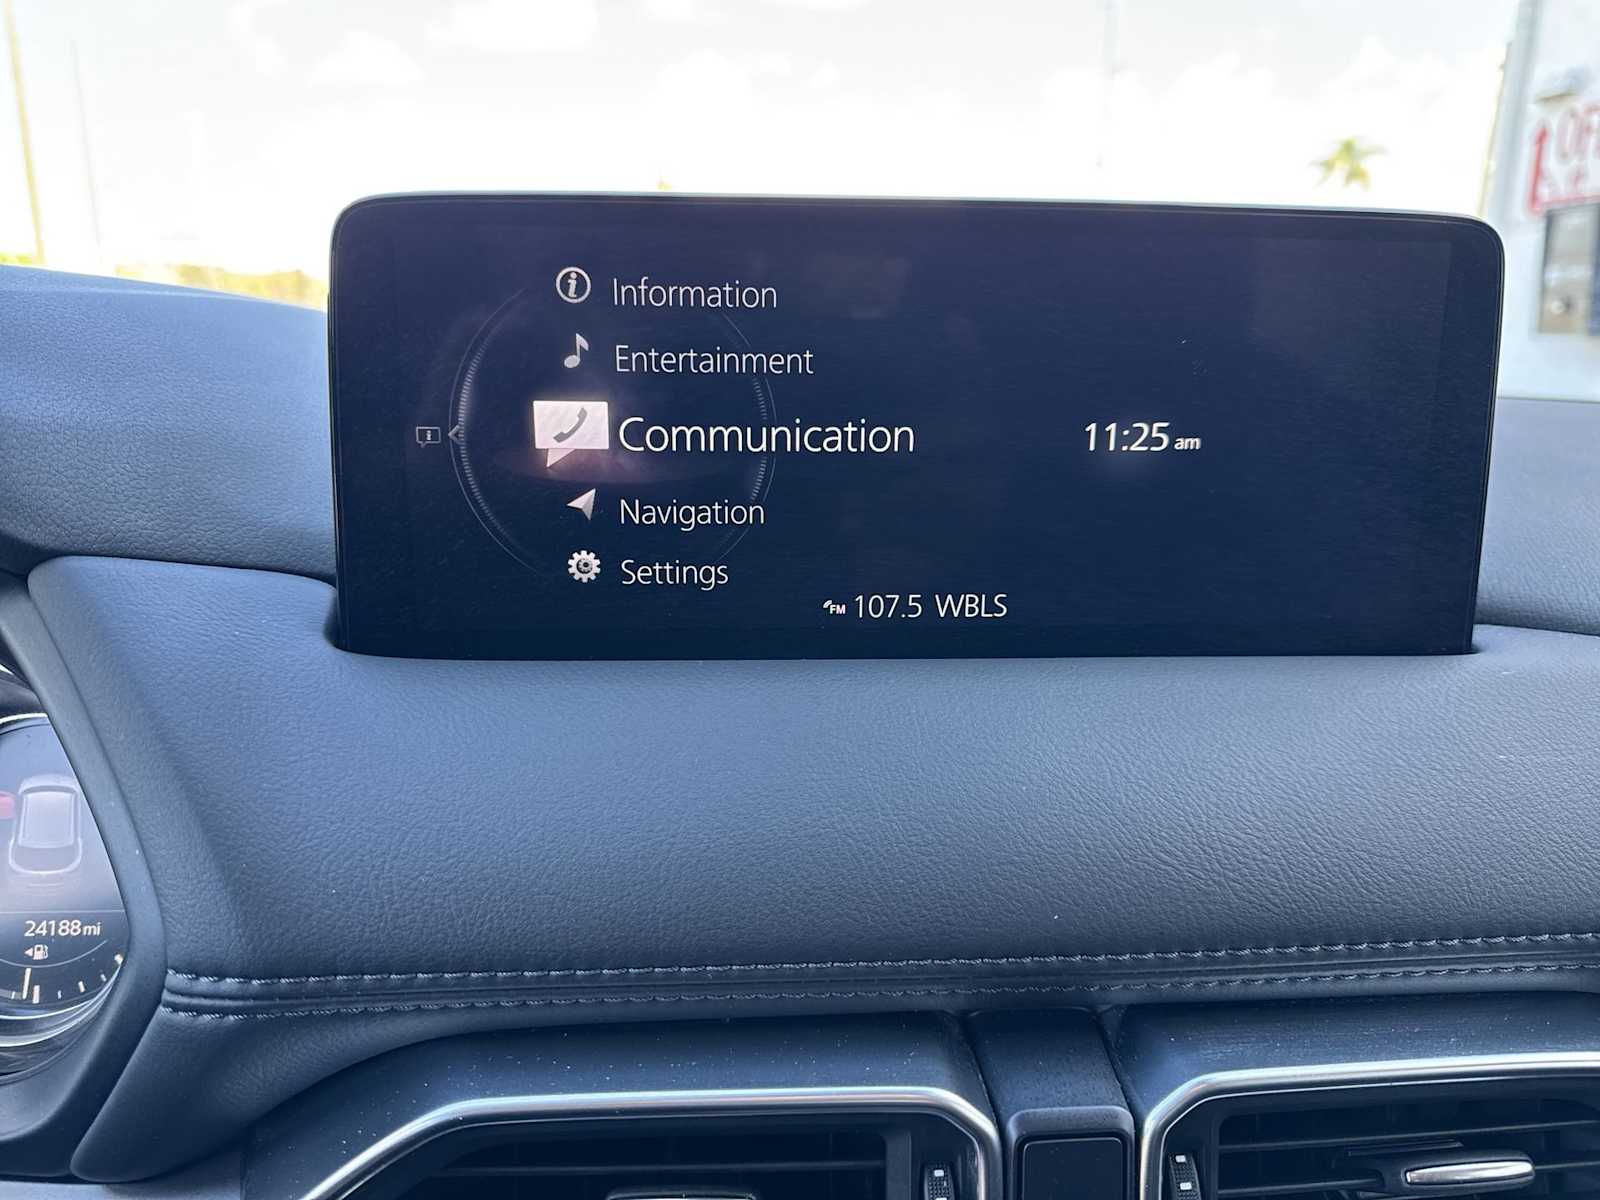 Information
Entertainment
Communication
11:25 am
Navigation
Settings
FM 107.5 WBLS
24188 mi